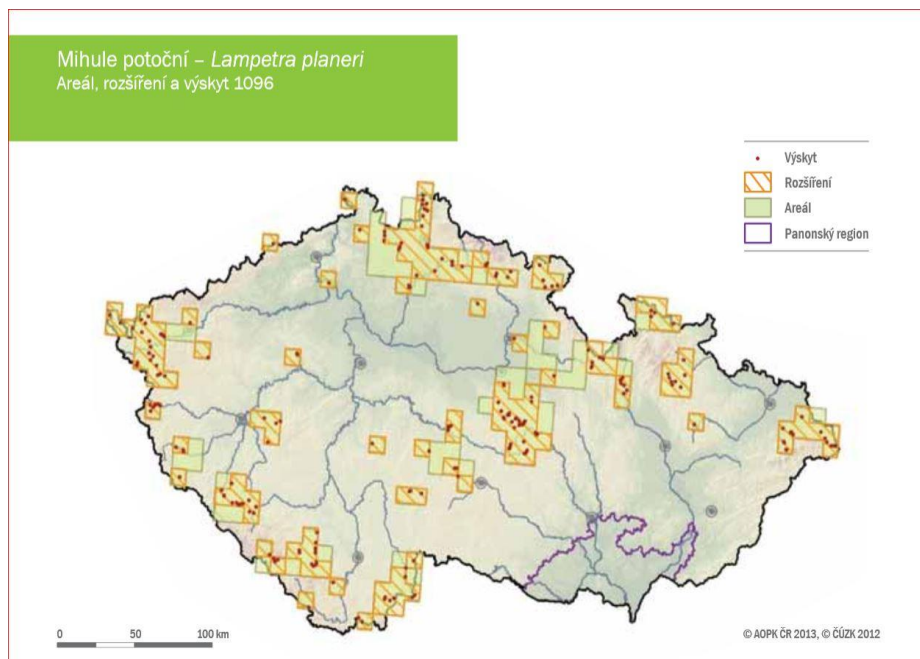 Mihule potoční – Lampetra planeri
Areál, rozšíření a výskyt 1096
Výskyt
Rozšíření
Areál
Panonský region
0 50 100 km
© AOPK ČR 2013, © ČÚZK 2012